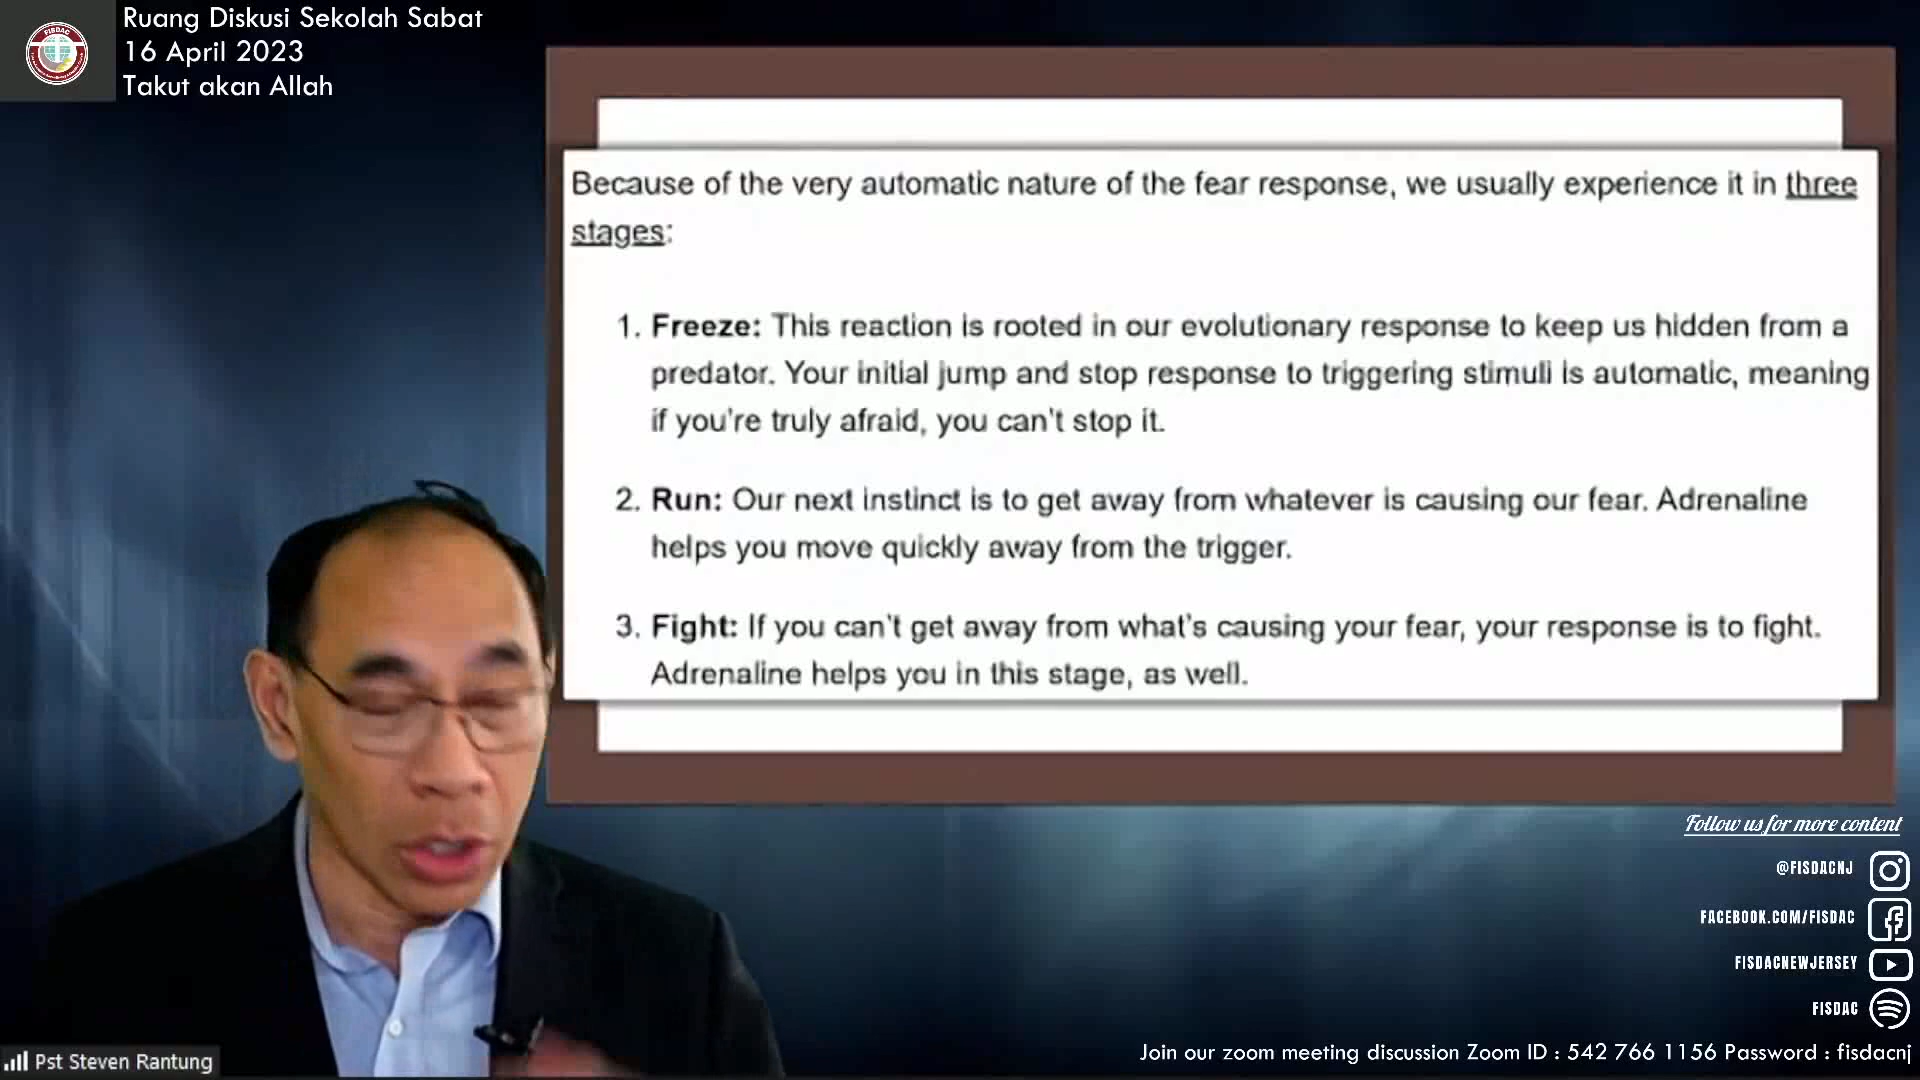 Ruang Diskusi Sekolah Sabat
16 April 2023
Takut akan Allah
FISDAC
Because of the very automatic nature of the fear response, we usually experience it in three
stages:
1. Freeze: This reaction is rooted in our evolutionary response to keep us hidden from a
predator. Your initial jump and stop response to triggering stimuli is automatic, meaning
if you're truly afraid, you can't stop it.
2. Run: Our next instinct is to get away from whatever is causing our fear. Adrenaline
helps you move quickly away from the trigger.
3. Fight: If you can't get away from what's causing your fear, your response is to fight.
Adrenaline helps you in this stage, as well.
Follow us for more content
@FISDACNJ
FACEBOOK.COM/FISDAC
FISDACNEWJERSEY
FISDAC
Pst Steven Rantung
Join our zoom meeting discussion Zoom ID : 542 766 1156 Password : fisdacnj